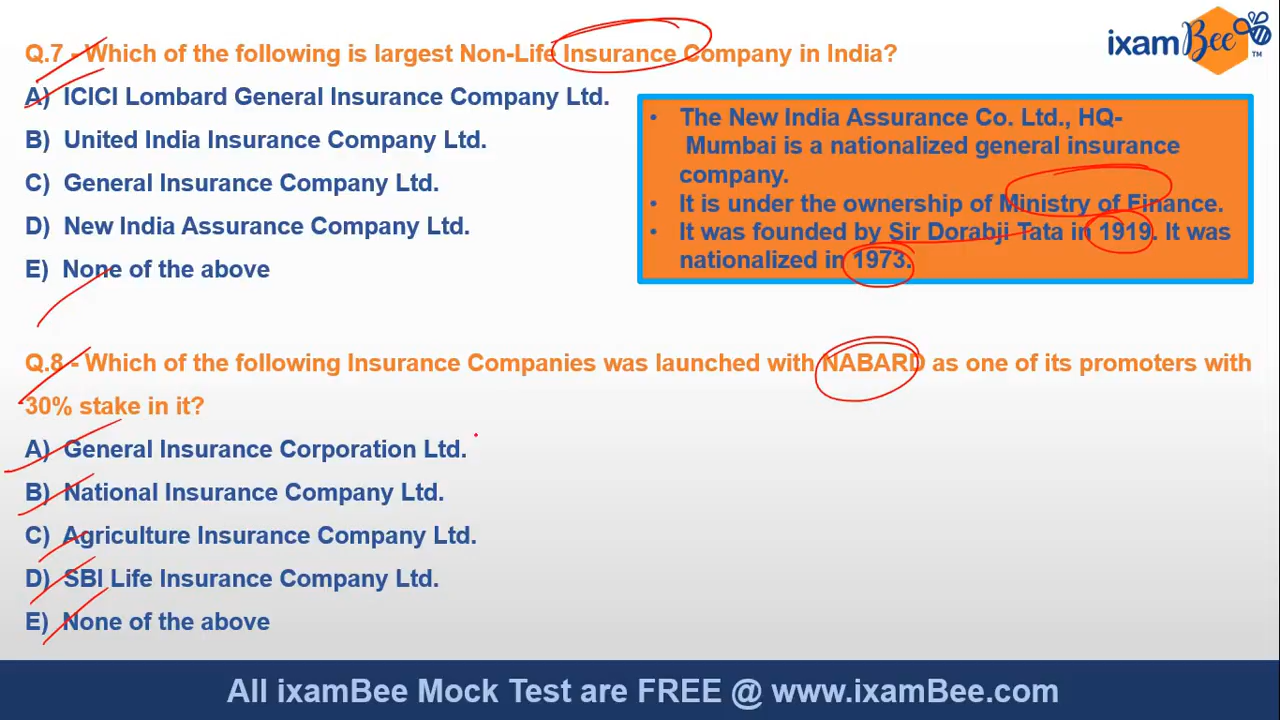 ixamBee™
Q.7 - Which of the following is largest Non-Life Insurance Company in India?
A) ICICI Lombard General Insurance Company Ltd.
B) United India Insurance Company Ltd.
C) General Insurance Company Ltd.
D) New India Assurance Company Ltd.
E) None of the above
• The New India Assurance Co. Ltd., HQ-
Mumbai is a nationalized general insurance
company.
• It is under the ownership of Ministry of Finance.
• It was founded by Sir Dorabji Tata in 1919. It was
nationalized in 1973.
Q.8 - Which of the following Insurance Companies was launched with NABARD as one of its promoters with
30% stake in it?
A) General Insurance Corporation Ltd.
B) National Insurance Company Ltd.
C) Agriculture Insurance Company Ltd.
D) SBI Life Insurance Company Ltd.
E) None of the above
All ixamBee Mock Test are FREE @ www.ixamBee.com